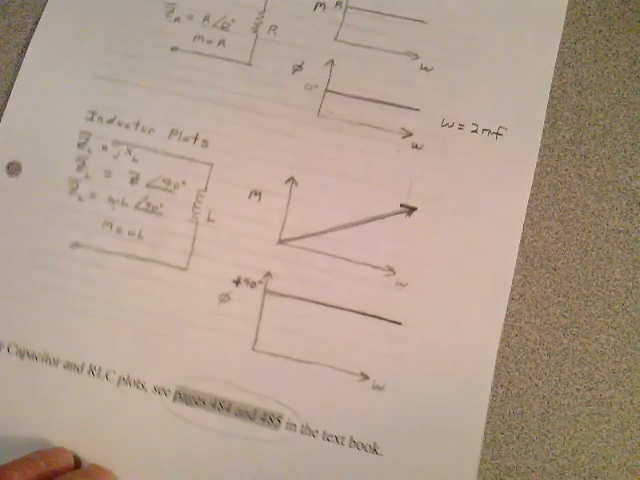 Z_R = R ∠0°
M = R
R
M R
w
φ
0°
w
w = 2πf
Inductor Plots
Z_L = jX_L
Z_L = ∠90°
Z_L = wL ∠90°
M = wL
L
M
w
+90°
φ
w
Capacitor and RLC plots, see pages 484 and 485 in the text book.